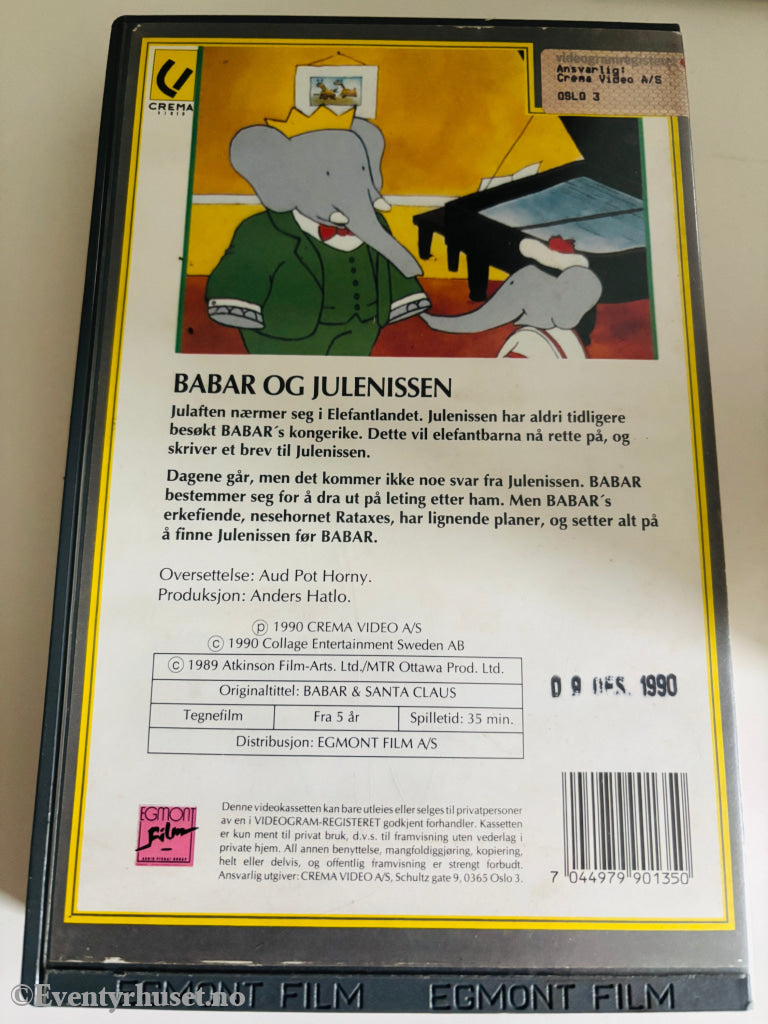 CREMA
VIDEO
videogramregisteret
Ansvarlig:
Crema Video A/S
OSLO 3
BABAR OG JULENISSEN
Julaften nærmer seg i Elefantlandet. Julenissen har aldri tidligere
besøkt BABAR´s kongerike. Dette vil elefantbarna nå rette på, og
skriver et brev til Julenissen.
Dagene går, men det kommer ikke noe svar fra Julenissen. BABAR
bestemmer seg for å dra ut på leting etter ham. Men BABAR´s
erkefiende, nesehornet Rataxes, har lignende planer, og setter alt på
å finne Julenissen før BABAR.
Oversettelse: Aud Pot Horny.
Produksjon: Anders Hatlo.
ⓟ 1990 CREMA VIDEO A/S
© 1990 Collage Entertainment Sweden AB
© 1989 Atkinson Film-Arts. Ltd./MTR Ottawa Prod. Ltd.
Originaltittel: BABAR & SANTA CLAUS
Tegnefilm Fra 5 år Spilletid: 35 min.
Distribusjon: EGMONT FILM A/S
0 9 DES. 1990
EGMONT
Film
Denne videokassetten kan bare utleies eller selges til privatpersoner
av en i VIDEOGRAM-REGISTERET godkjent forhandler. Kassetten
er kun ment til privat bruk, d.v.s. til framvisning uten vederlag i
private hjem. All annen benyttelse, mangfoldiggjøring, kopiering,
helt eller delvis, og offentlig framvisning er strengt forbudt.
Ansvarlig utgiver: CREMA VIDEO A/S, Schultz gate 9, 0365 Oslo 3.
7 044979 901350
EGMONT FILM EGMONT FILM
©Eventyrhuset.no